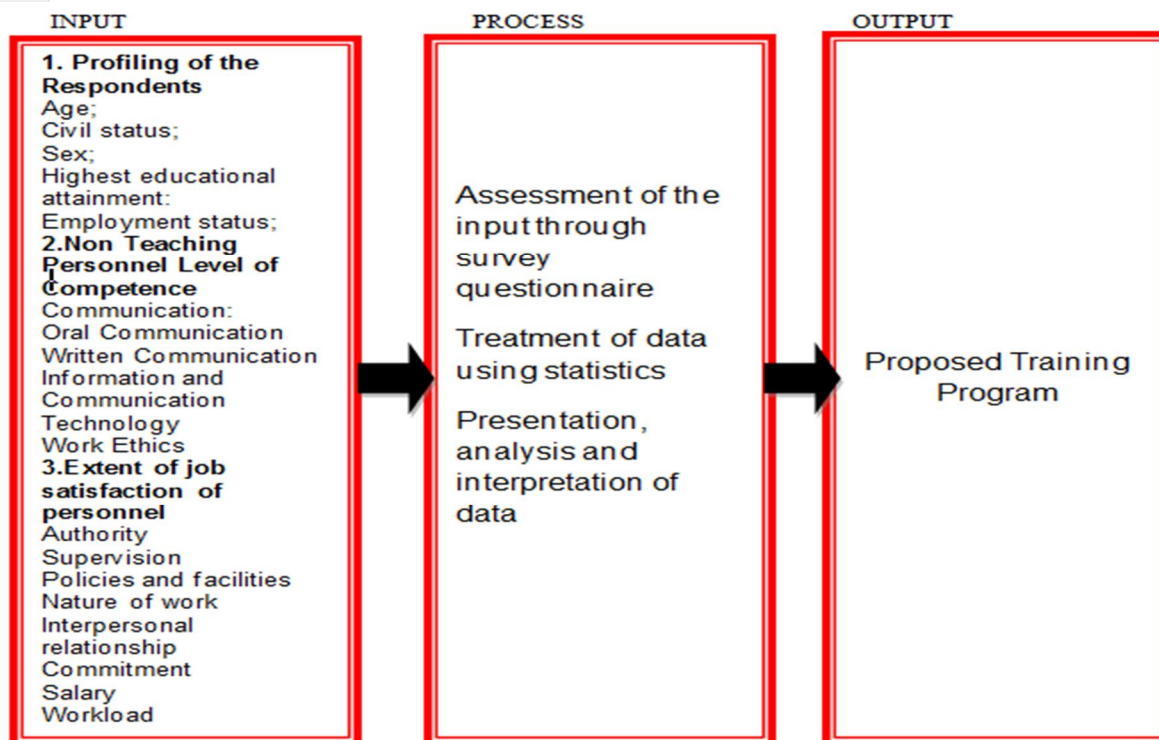 INPUT
1. Profiling of the
Respondents
Age;
Civil status;
Sex;
Highest educational
attainment:
Employment status;
2.Non Teaching
Personnel Level of
Competence
Communication:
Oral Communication
Written Communication
Information and
Communication
Technology
Work Ethics
3.Extent of job
satisfaction of
personnel
Authority
Supervision
Policies and facilities
Nature of work
Interpersonal
relationship
Commitment
Salary
Workload
PROCESS
Assessment of the
input through
survey
questionnaire
Treatment of data
using statistics
Presentation,
analysis and
interpretation of
data
OUTPUT
Proposed Training
Program